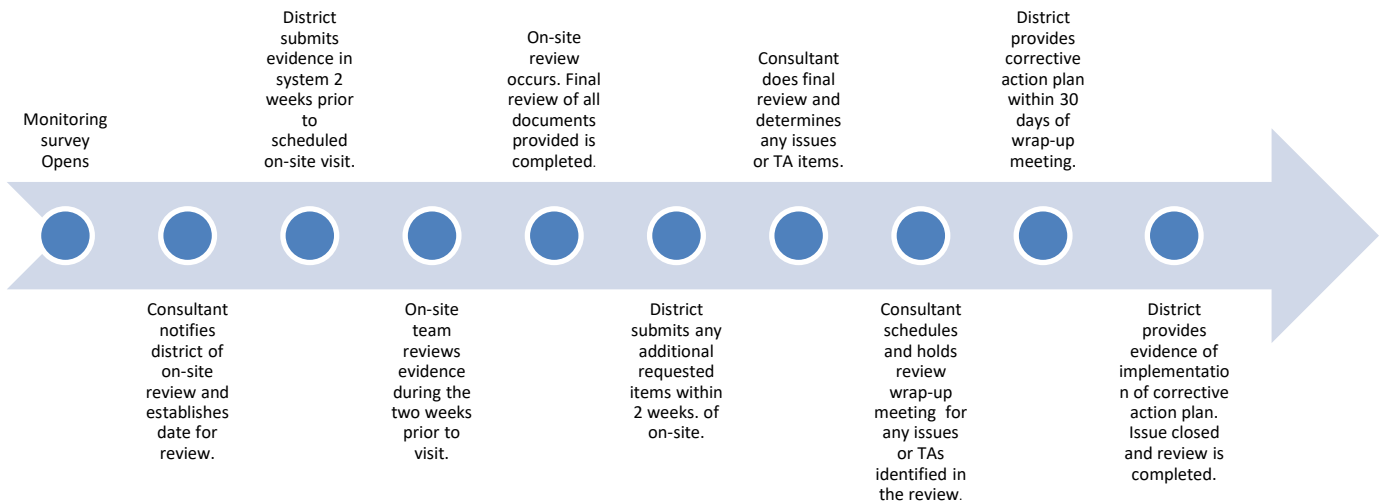 Monitoring
survey
Opens
Consultant
notifies
district of
on-site
review and
establishes
date for
review.
District
submits
evidence in
system 2
weeks prior
to
scheduled
on-site visit.
On-site
team
reviews
evidence
during the
two weeks
prior to
visit.
On-site
review
occurs. Final
review of all
documents
provided is
completed.
District
submits any
additional
requested
items within
2 weeks. of
on-site.
Consultant
does final
review and
determines
any issues
or TA items.
Consultant
schedules
and holds
review
wrap-up
meeting for
any issues
or TAs
identified in
the review.
District
provides
corrective
action plan
within 30
days of
wrap-up
meeting.
District
provides
evidence of
implementatio
n of corrective
action plan.
Issue closed
and review is
completed.